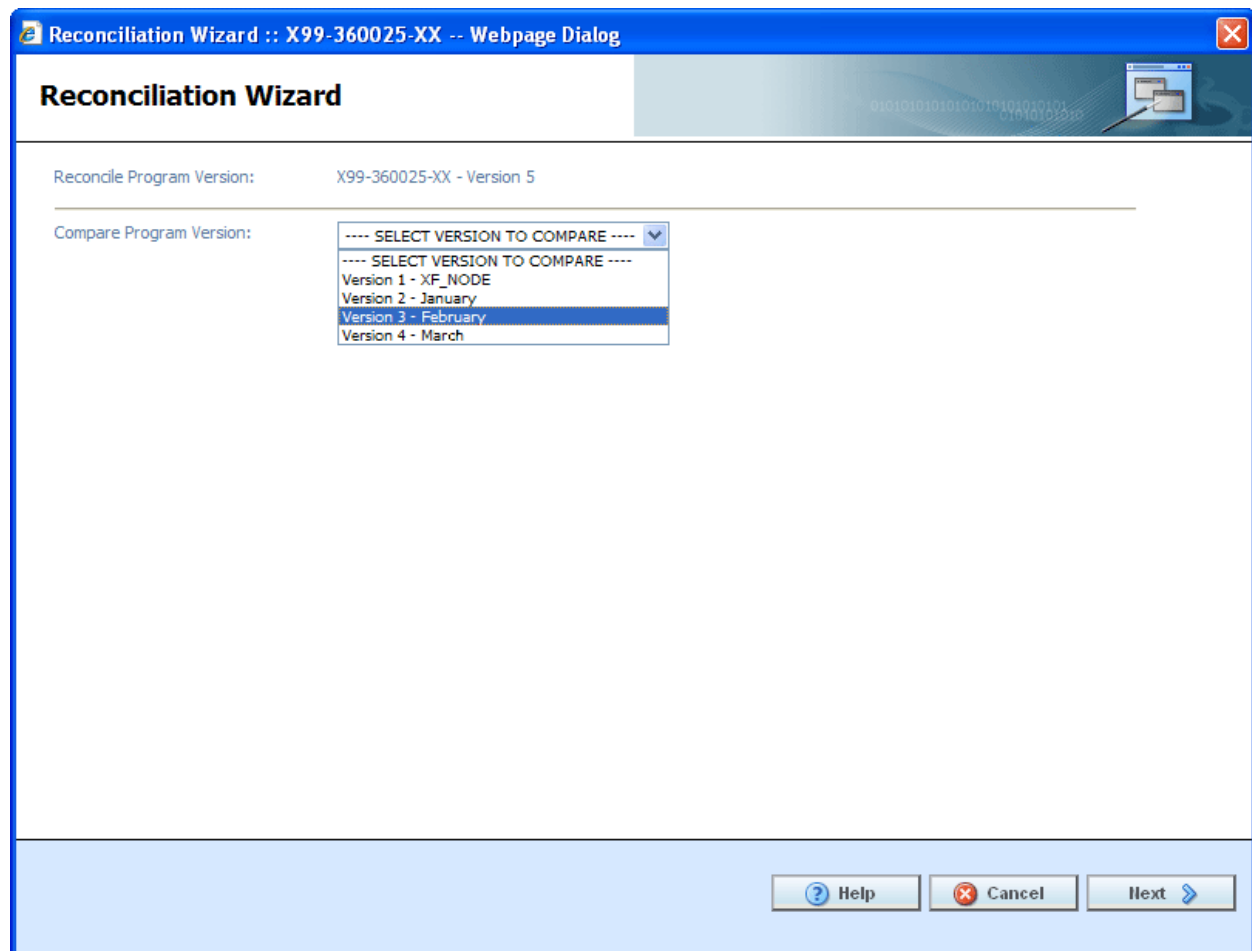 Reconciliation Wizard :: X99-360025-XX -- Webpage Dialog
Reconciliation Wizard
Reconcile Program Version: X99-360025-XX - Version 5
Compare Program Version: ---- SELECT VERSION TO COMPARE ----
---- SELECT VERSION TO COMPARE ----
Version 1 - XF_NODE
Version 2 - January
Version 3 - February
Version 4 - March
Help Cancel Next